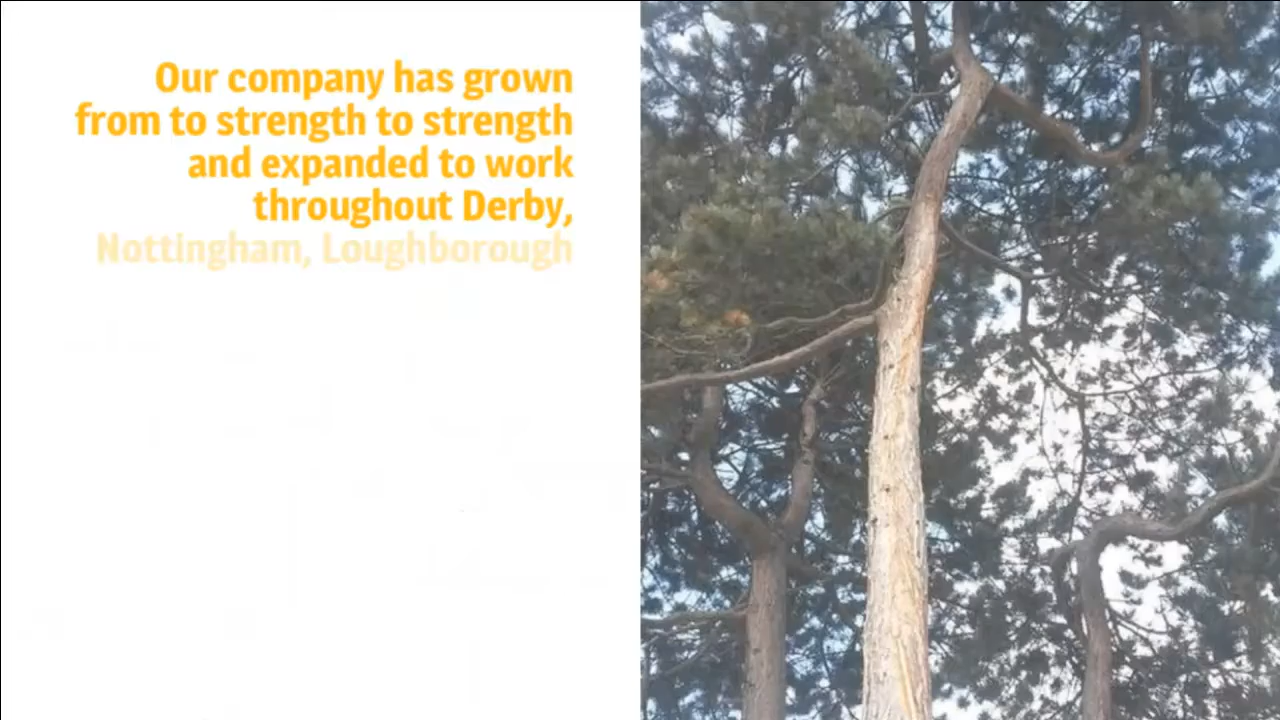 Our company has grown
from to strength to strength
and expanded to work
throughout Derby,
Nottingham, Loughborough